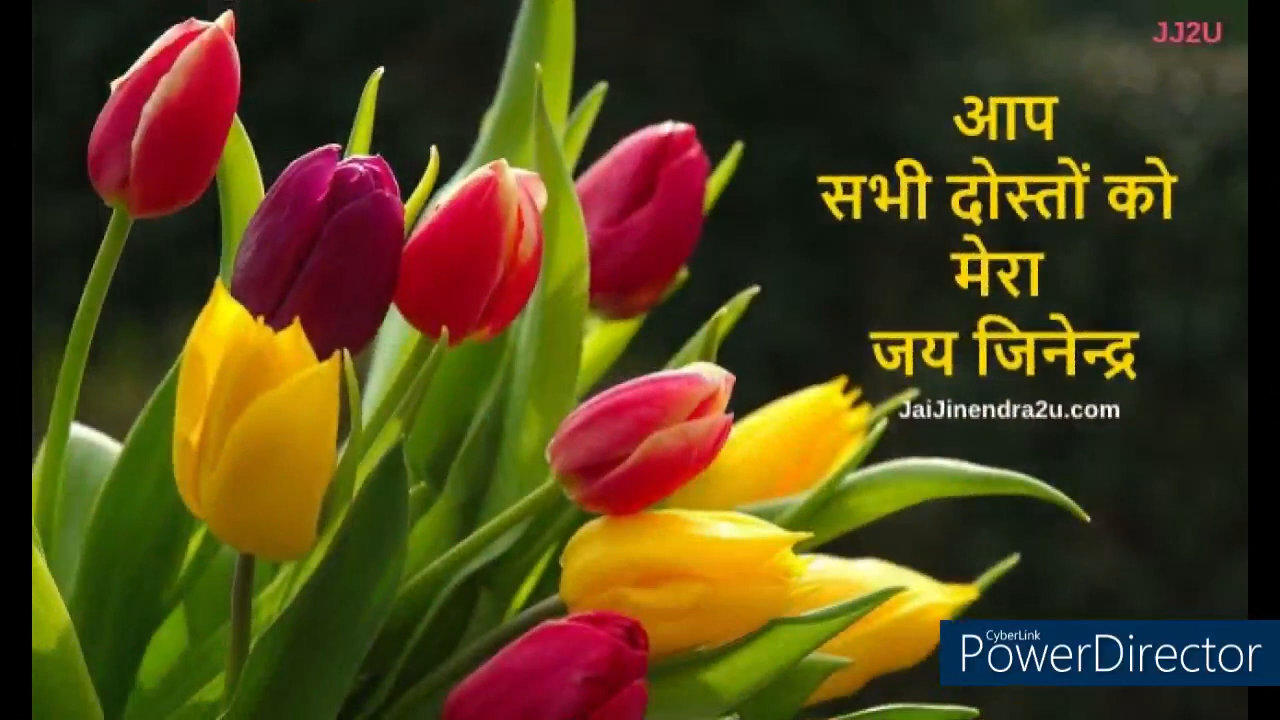 JJ2U
आप
सभी दोस्तों को
मेरा
जय जिनेन्द्र
JaiJinendra2u.com
CyberLink
PowerDirector